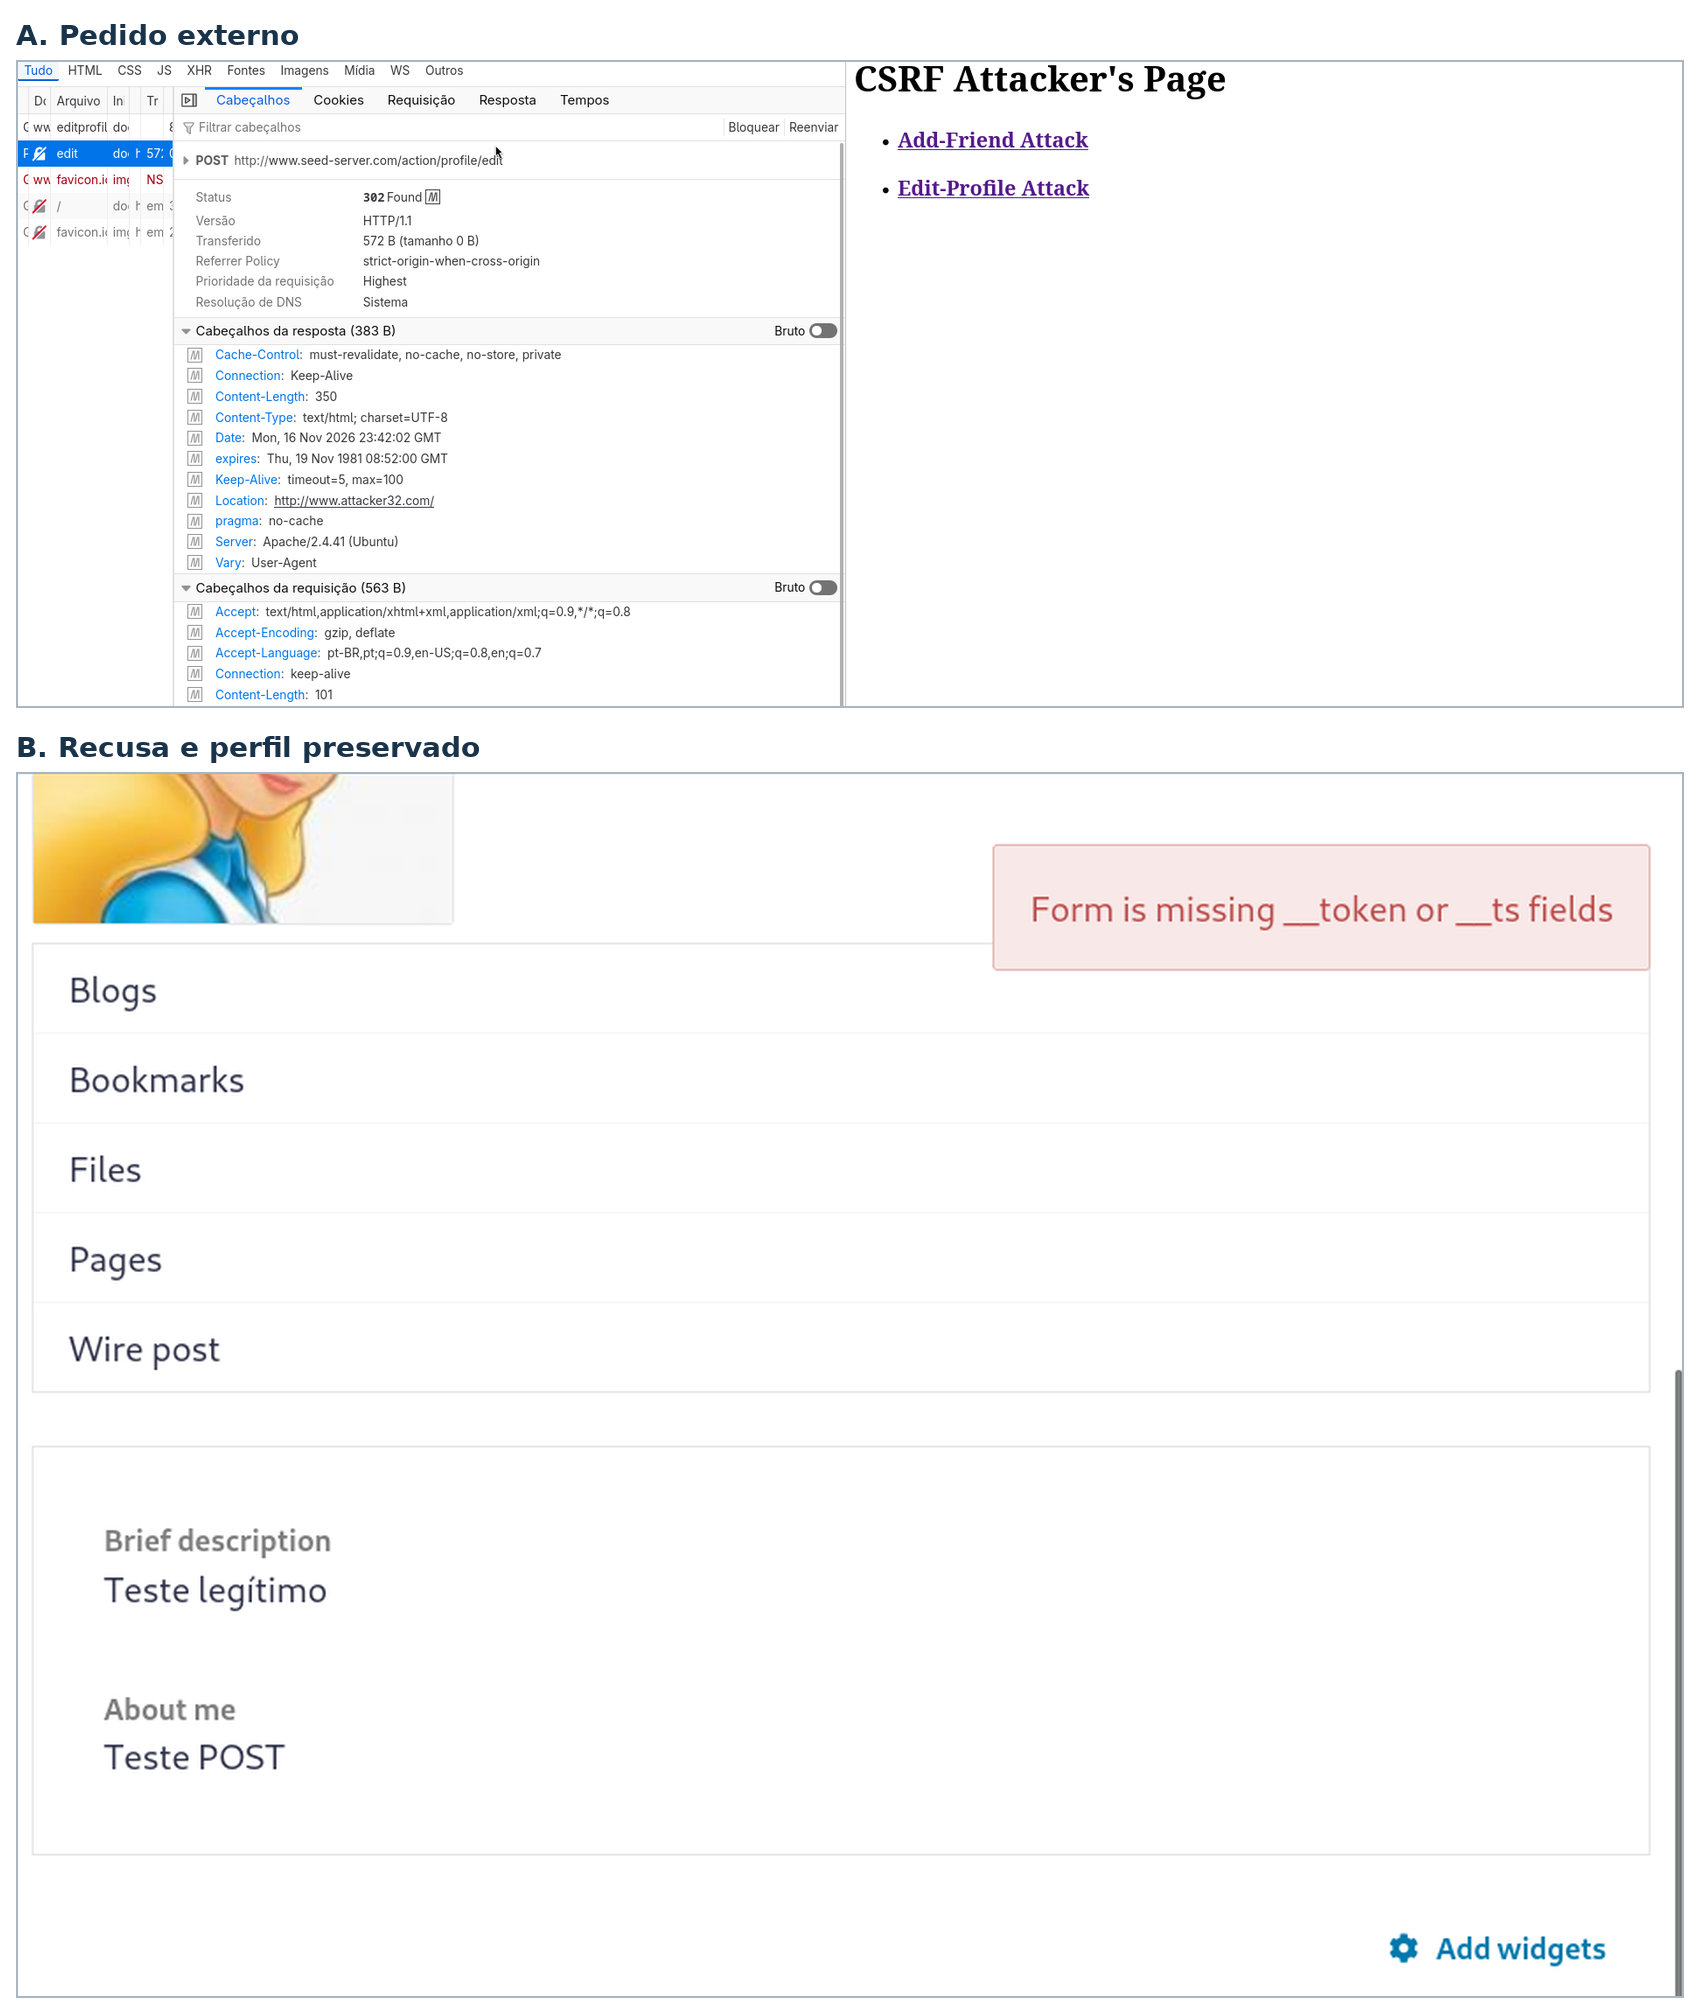 A. Pedido externo
Tudo HTML CSS JS XHR Fontes Imagens Mídia WS Outros
Arquivo Tr
Cabeçalhos Cookies Requisição Resposta Tempos
editprofil
Filtrar cabeçalhos Bloquear Reenviar
edit
POST http://www.seed-server.com/action/profile/edit
favicon.ic img NS
/ em
favicon.ic img em
Status 302 Found
Versão HTTP/1.1
Transferido 572 B (tamanho 0 B)
Referrer Policy strict-origin-when-cross-origin
Prioridade da requisição Highest
Resolução de DNS Sistema
Cabeçalhos da resposta (383 B) Bruto
Cache-Control: must-revalidate, no-cache, no-store, private
Connection: Keep-Alive
Content-Length: 350
Content-Type: text/html; charset=UTF-8
Date: Mon, 16 Nov 2026 23:42:02 GMT
expires: Thu, 19 Nov 1981 08:52:00 GMT
Keep-Alive: timeout=5, max=100
Location: http://www.attacker32.com/
pragma: no-cache
Server: Apache/2.4.41 (Ubuntu)
Vary: User-Agent
Cabeçalhos da requisição (563 B) Bruto
Accept: text/html,application/xhtml+xml,application/xml;q=0.9,*/*;q=0.8
Accept-Encoding: gzip, deflate
Accept-Language: pt-BR,pt;q=0.9,en-US;q=0.8,en;q=0.7
Connection: keep-alive
Content-Length: 101
CSRF Attacker's Page
• Add-Friend Attack
• Edit-Profile Attack
B. Recusa e perfil preservado
Form is missing __token or __ts fields
Blogs
Bookmarks
Files
Pages
Wire post
Brief description
Teste legítimo
About me
Teste POST
Add widgets